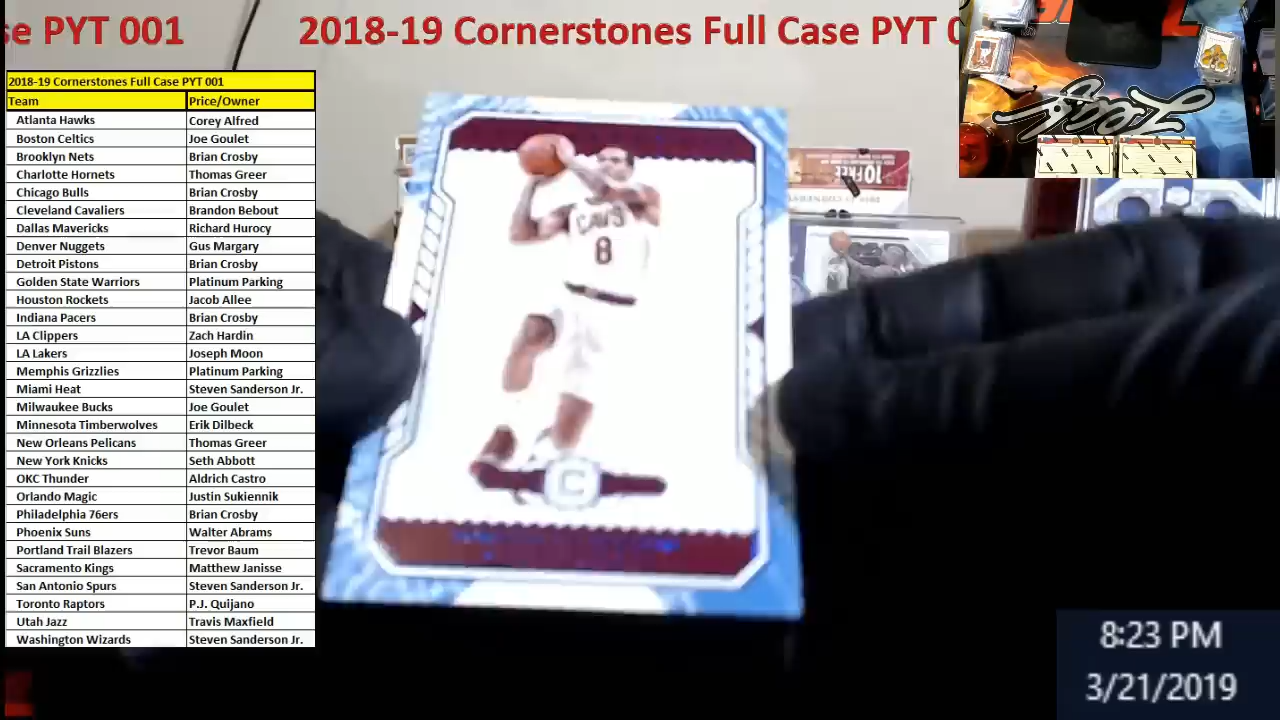 se PYT 001
2018-19 Cornerstones Full Case PYT 0
2018-19 Cornerstones Full Case PYT 001
Team Price/Owner
Atlanta Hawks Corey Alfred
Boston Celtics Joe Goulet
Brooklyn Nets Brian Crosby
Charlotte Hornets Thomas Greer
Chicago Bulls Brian Crosby
Cleveland Cavaliers Brandon Bebout
Dallas Mavericks Richard Hurocy
Denver Nuggets Gus Margary
Detroit Pistons Brian Crosby
Golden State Warriors Platinum Parking
Houston Rockets Jacob Allee
Indiana Pacers Brian Crosby
LA Clippers Zach Hardin
LA Lakers Joseph Moon
Memphis Grizzlies Platinum Parking
Miami Heat Steven Sanderson Jr.
Milwaukee Bucks Joe Goulet
Minnesota Timberwolves Erik Dilbeck
New Orleans Pelicans Thomas Greer
New York Knicks Seth Abbott
OKC Thunder Aldrich Castro
Orlando Magic Justin Sukiennik
Philadelphia 76ers Brian Crosby
Phoenix Suns Walter Abrams
Portland Trail Blazers Trevor Baum
Sacramento Kings Matthew Janisse
San Antonio Spurs Steven Sanderson Jr.
Toronto Raptors P.J. Quijano
Utah Jazz Travis Maxfield
Washington Wizards Steven Sanderson Jr.
CAVS
8
C
10 FREE
8:23 PM
3/21/2019